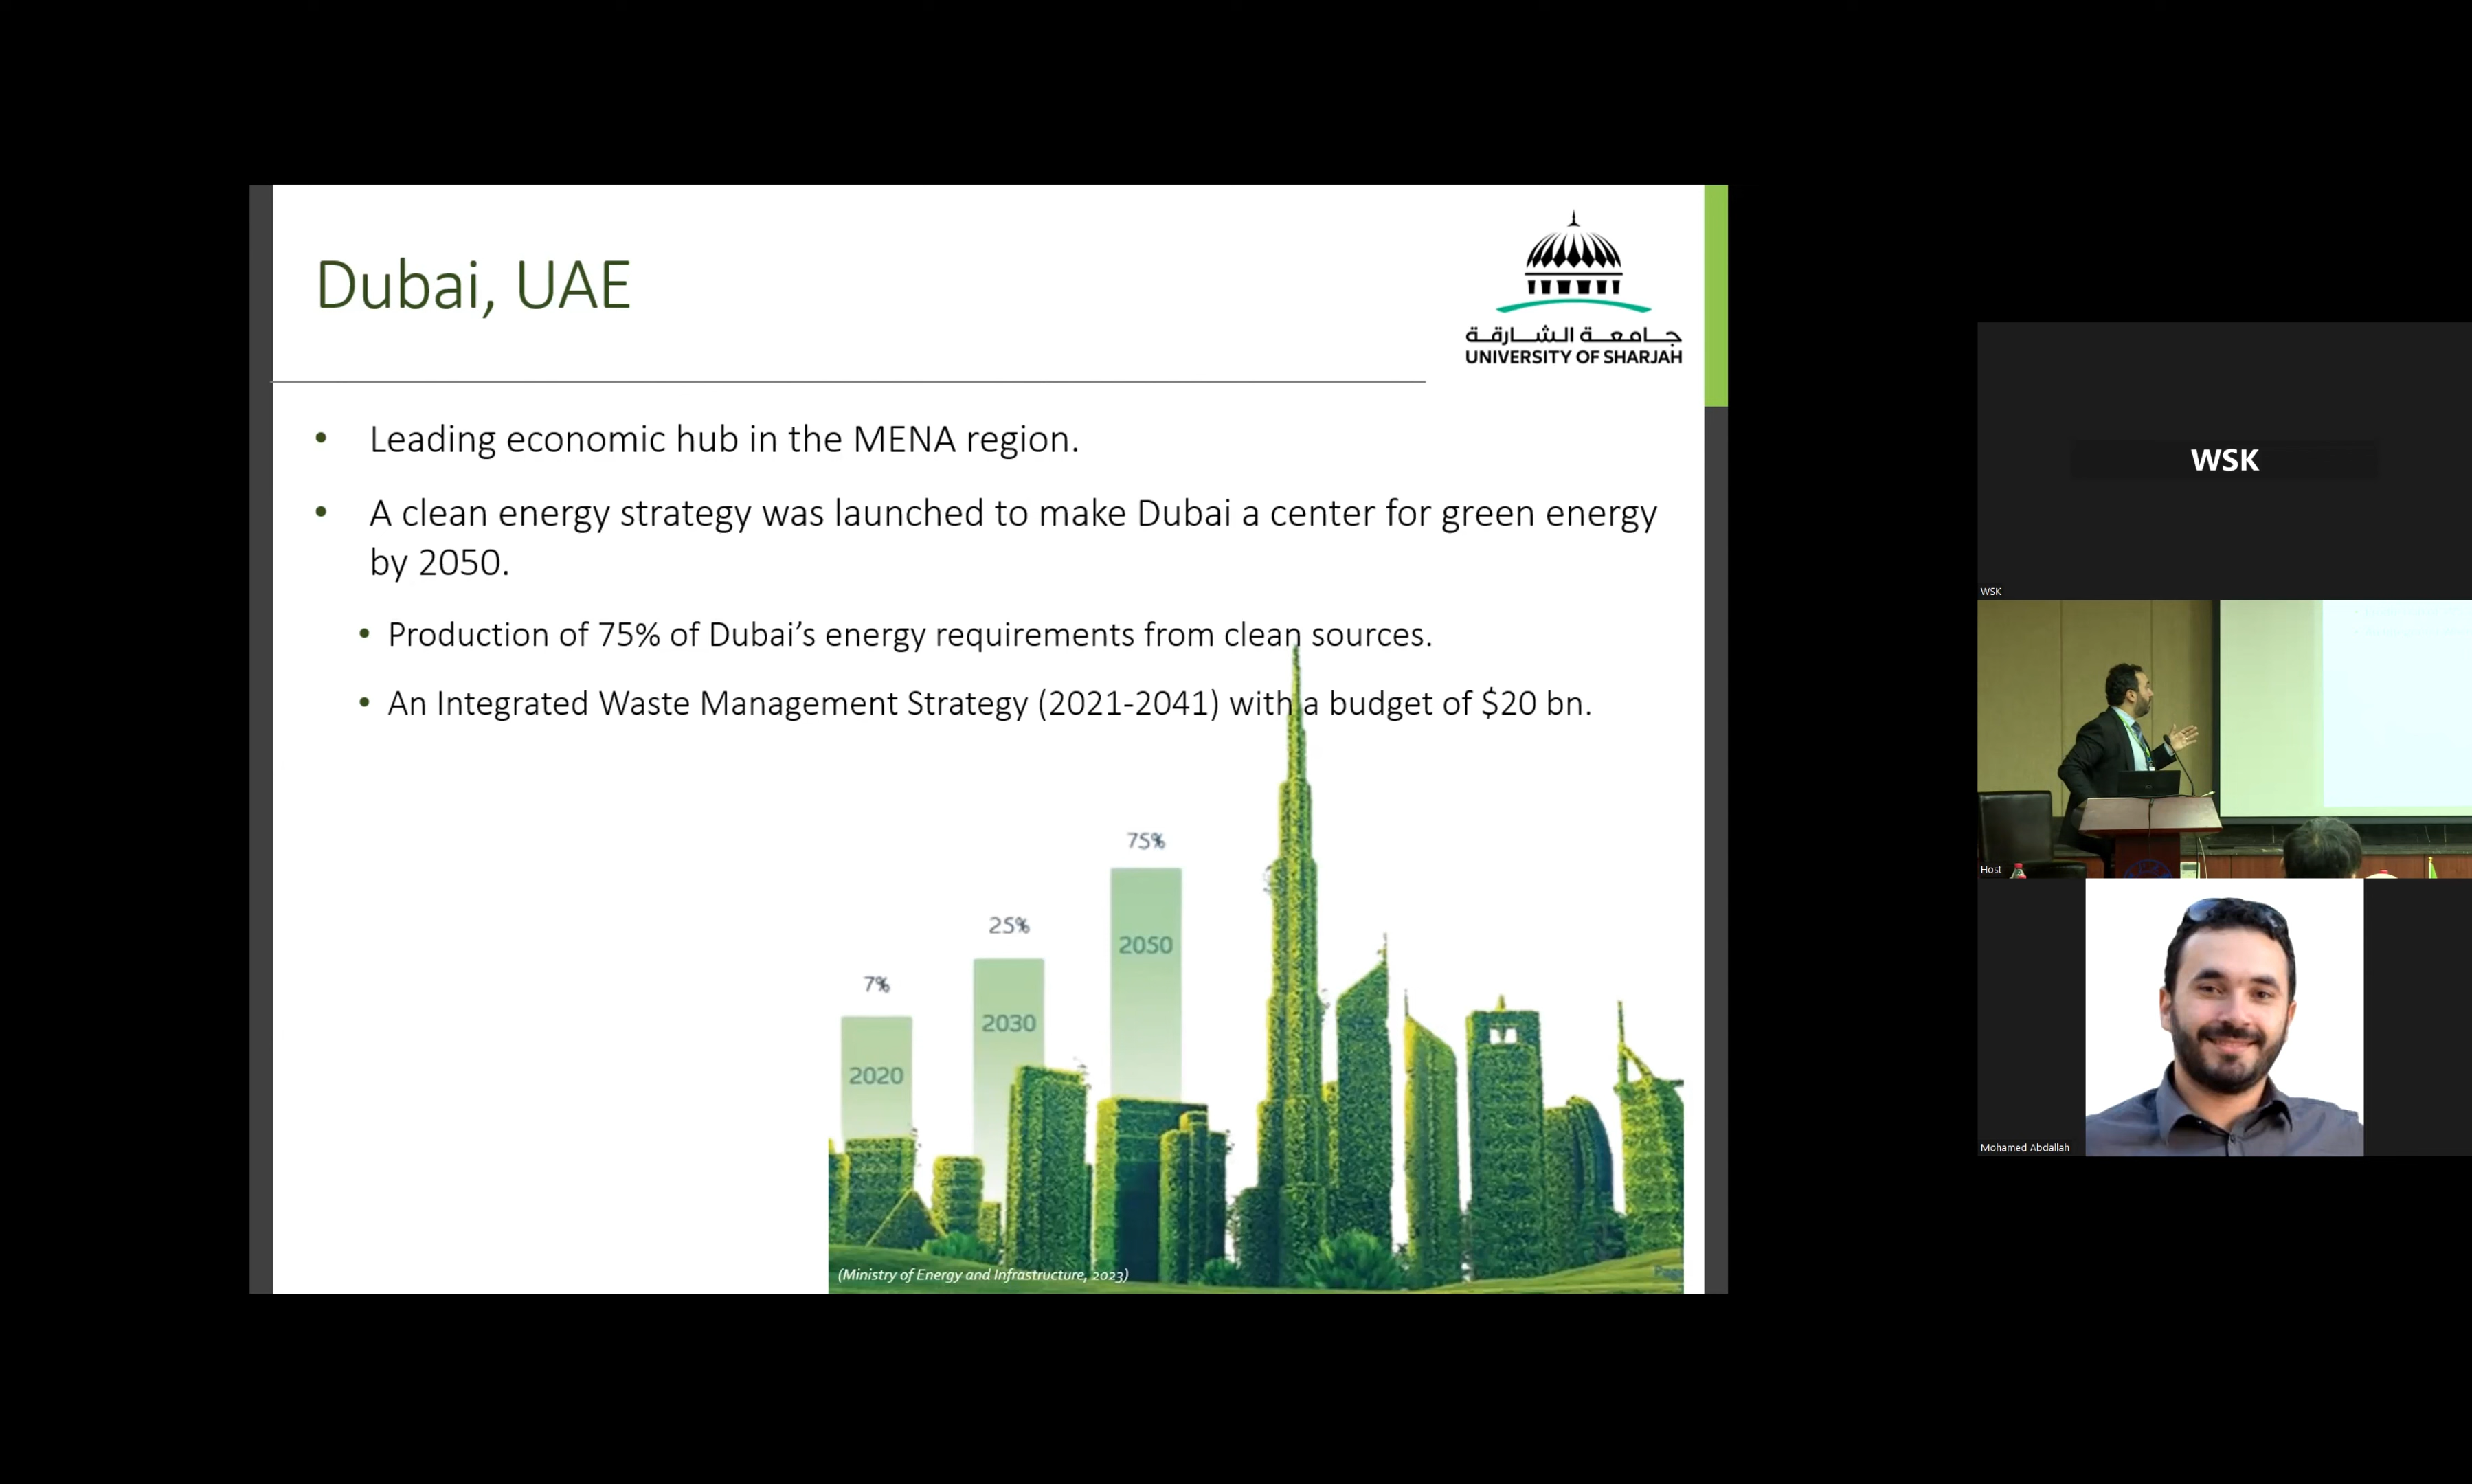 Dubai, UAE
جامعة الشارقة
UNIVERSITY OF SHARJAH
• Leading economic hub in the MENA region.
• A clean energy strategy was launched to make Dubai a center for green energy
by 2050.
• Production of 75% of Dubai’s energy requirements from clean sources.
• An Integrated Waste Management Strategy (2021-2041) with a budget of $20 bn.
7%
2020
25%
2030
75%
2050
(Ministry of Energy and Infrastructure, 2023)
WSK
WSK
Host
Mohamed Abdallah